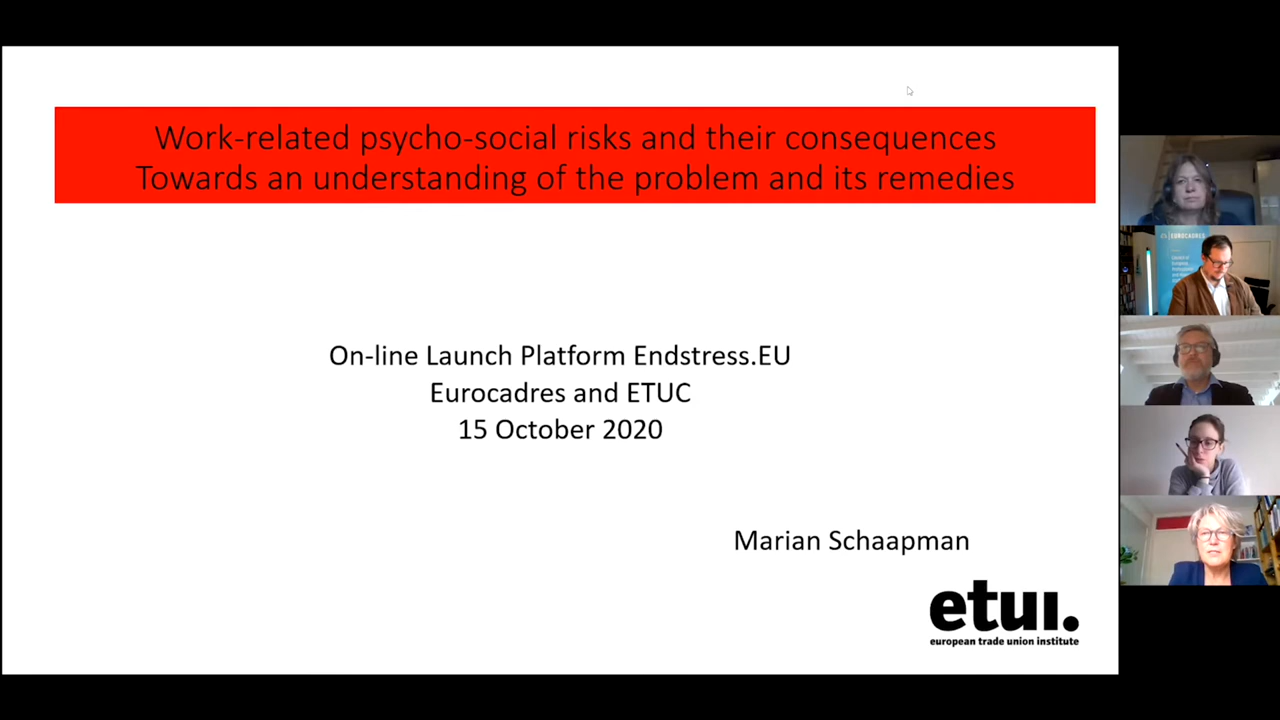 Work-related psycho-social risks and their consequences
Towards an understanding of the problem and its remedies
On-line Launch Platform Endstress.EU
Eurocadres and ETUC
15 October 2020
Marian Schaapman
etui.
european trade union institute
EUROCADRES